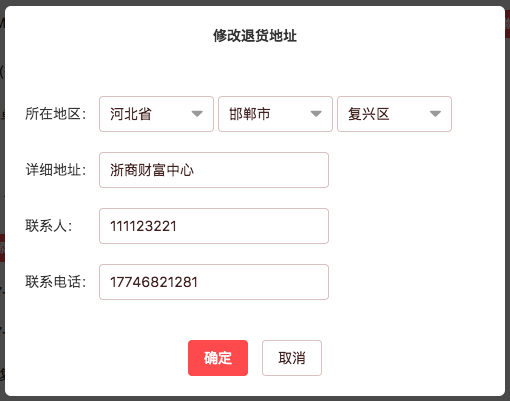 修改退货地址
所在地区： 河北省 邯郸市 复兴区
详细地址： 浙商财富中心
联系人： 111123221
联系电话： 17746821281
确定 取消